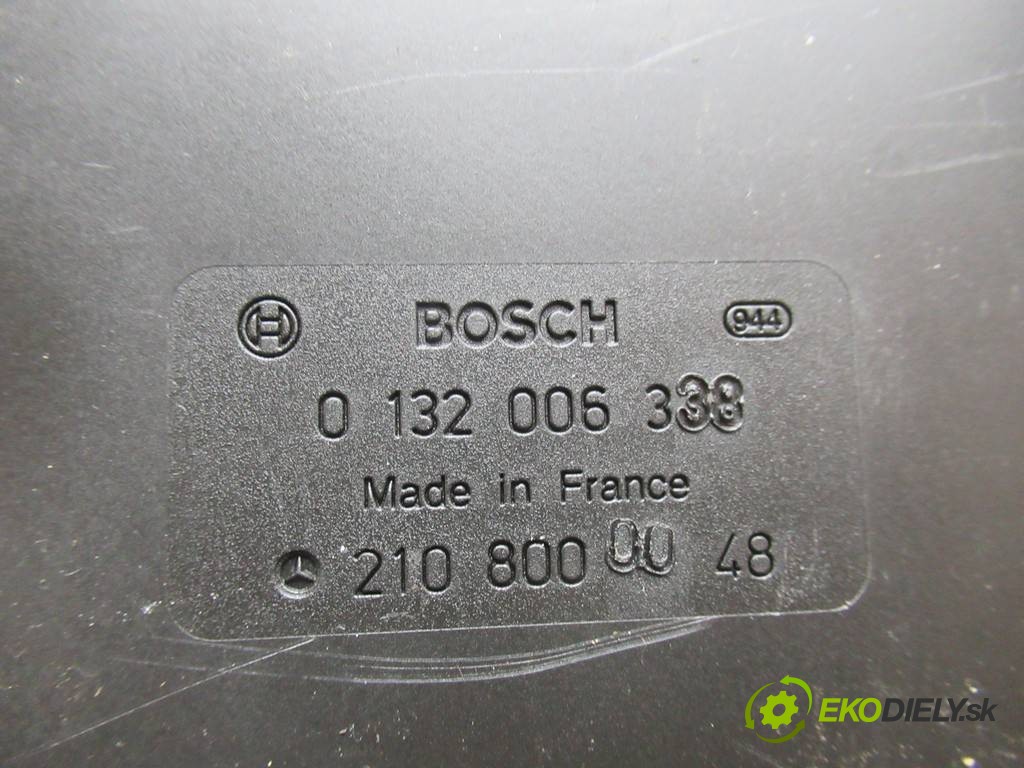 BOSCH 944
0 132 006 338
Made in France
210 800 00 48
EKODIELY.sk